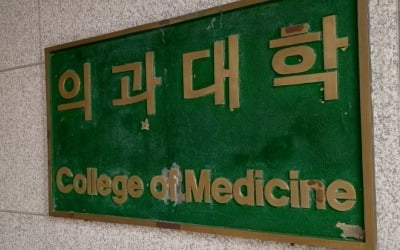 의과대학
College of Medicine